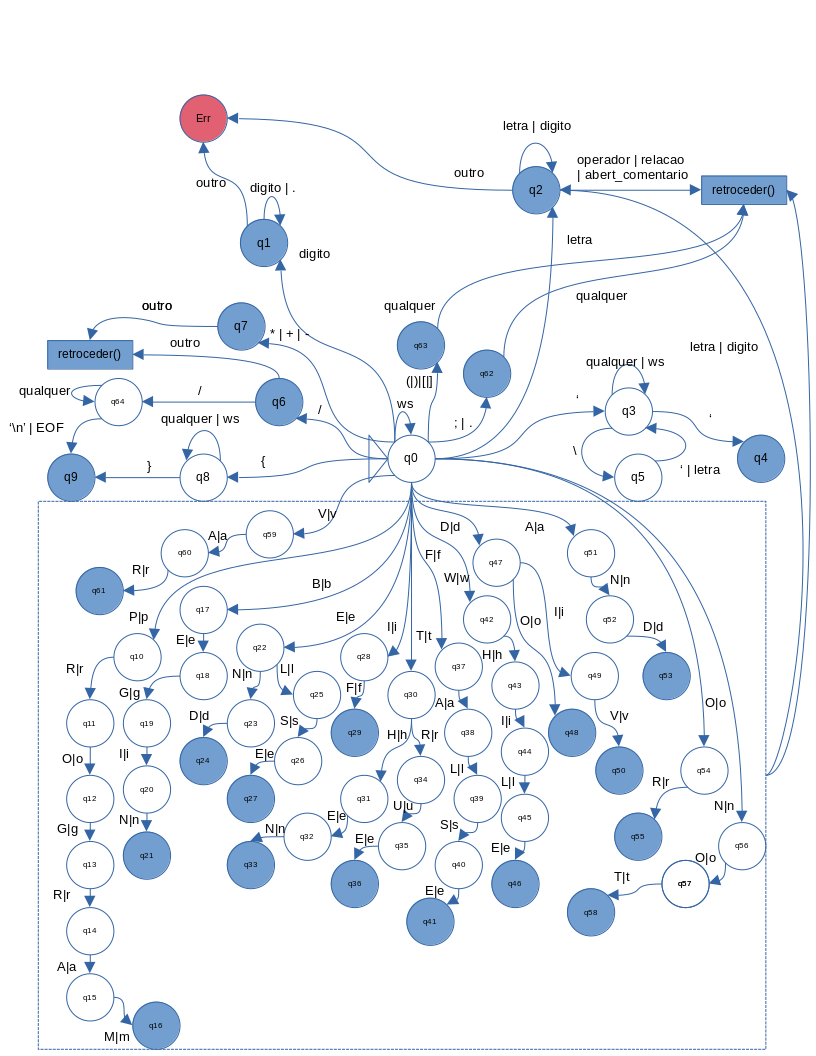 Err
letra | digito
operador | relacao
| abert_comentario
outro
q2
retroceder()
outro
digito | .
q1
digito
letra
outro
q7
qualquer
qualquer
* | + | -
retroceder()
outro
q63
q62
letra | digito
qualquer | ws
qualquer
q64
/
q6
(|)|[|]
ws
; | .
‘
q3
‘
/
‘\n’ | EOF
qualquer | ws
q9
}
q8
{
q0
\
q5
‘ | letra
q4
V|v
q59
A|a
q60
R|r
q61
D|d
A|a
q47
q51
F|f
W|w
N|n
B|b
P|p
q17
E|e
I|i
T|t
q42
O|o
I|i
q52
D|d
q10
E|e
q22
q28
q37
H|h
R|r
G|g
q18
N|n
L|l
F|f
q30
A|a
q43
q49
q53
q11
q19
D|d
q23
q25
S|s
q29
H|h
R|r
q38
I|i
q48
V|v
O|o
O|o
I|i
q24
E|e
q26
q34
L|l
q44
q50
q54
q12
q20
q27
q31
U|u
q39
L|l
R|r
N|n
G|g
N|n
N|n
q32
E|e
E|e
q35
S|s
q45
q55
q56
q13
q21
q33
q36
q40
E|e
q46
T|t
q57
O|o
R|r
E|e
q41
q58
q14
A|a
q15
M|m
q16